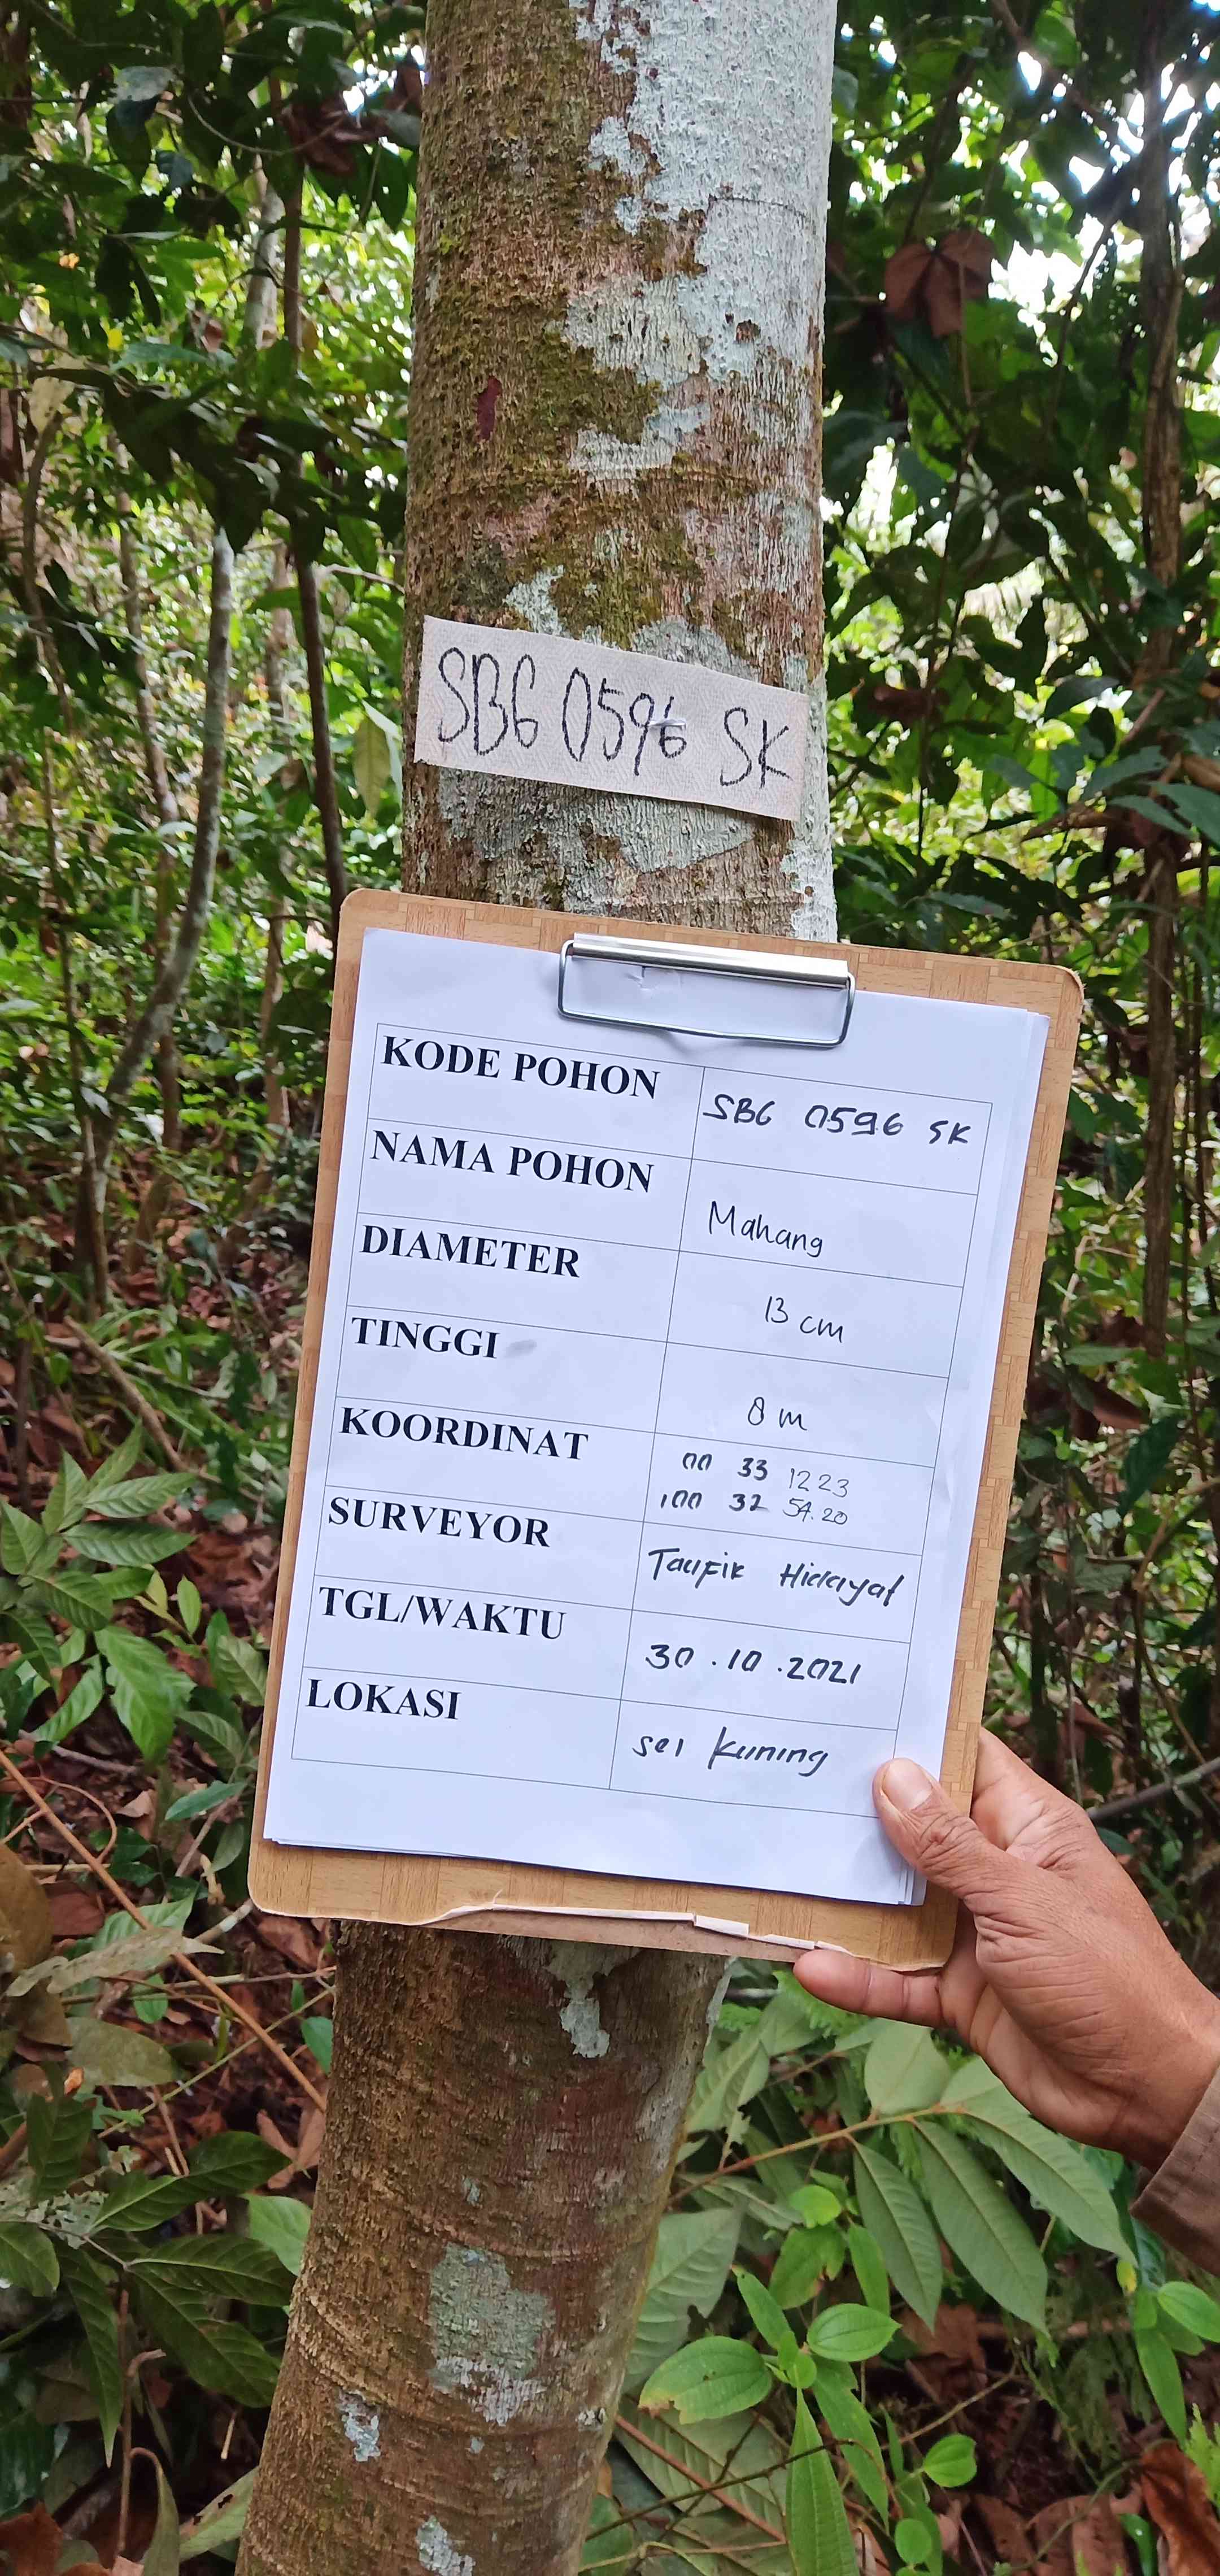 SBG 0596 SK
KODE POHON SBG 0596 SK
NAMA POHON Mahang
DIAMETER 13 cm
TINGGI 8 m
KOORDINAT 00 33 12 23
100 32 54.20
SURVEYOR Taufik Hidayat
TGL/WAKTU 30.10.2021
LOKASI sei kuning